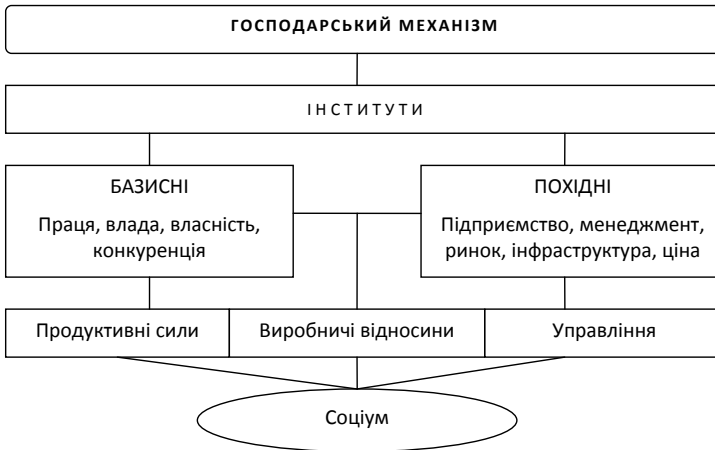 ГОСПОДАРСЬКИЙ МЕХАНІЗМ
ІНСТИТУТИ
БАЗИСНІ
Праця, влада, власність,
конкуренція
ПОХІДНІ
Підприємство, менеджмент,
ринок, інфраструктура, ціна
Продуктивні сили
Виробничі відносини
Управління
Соціум